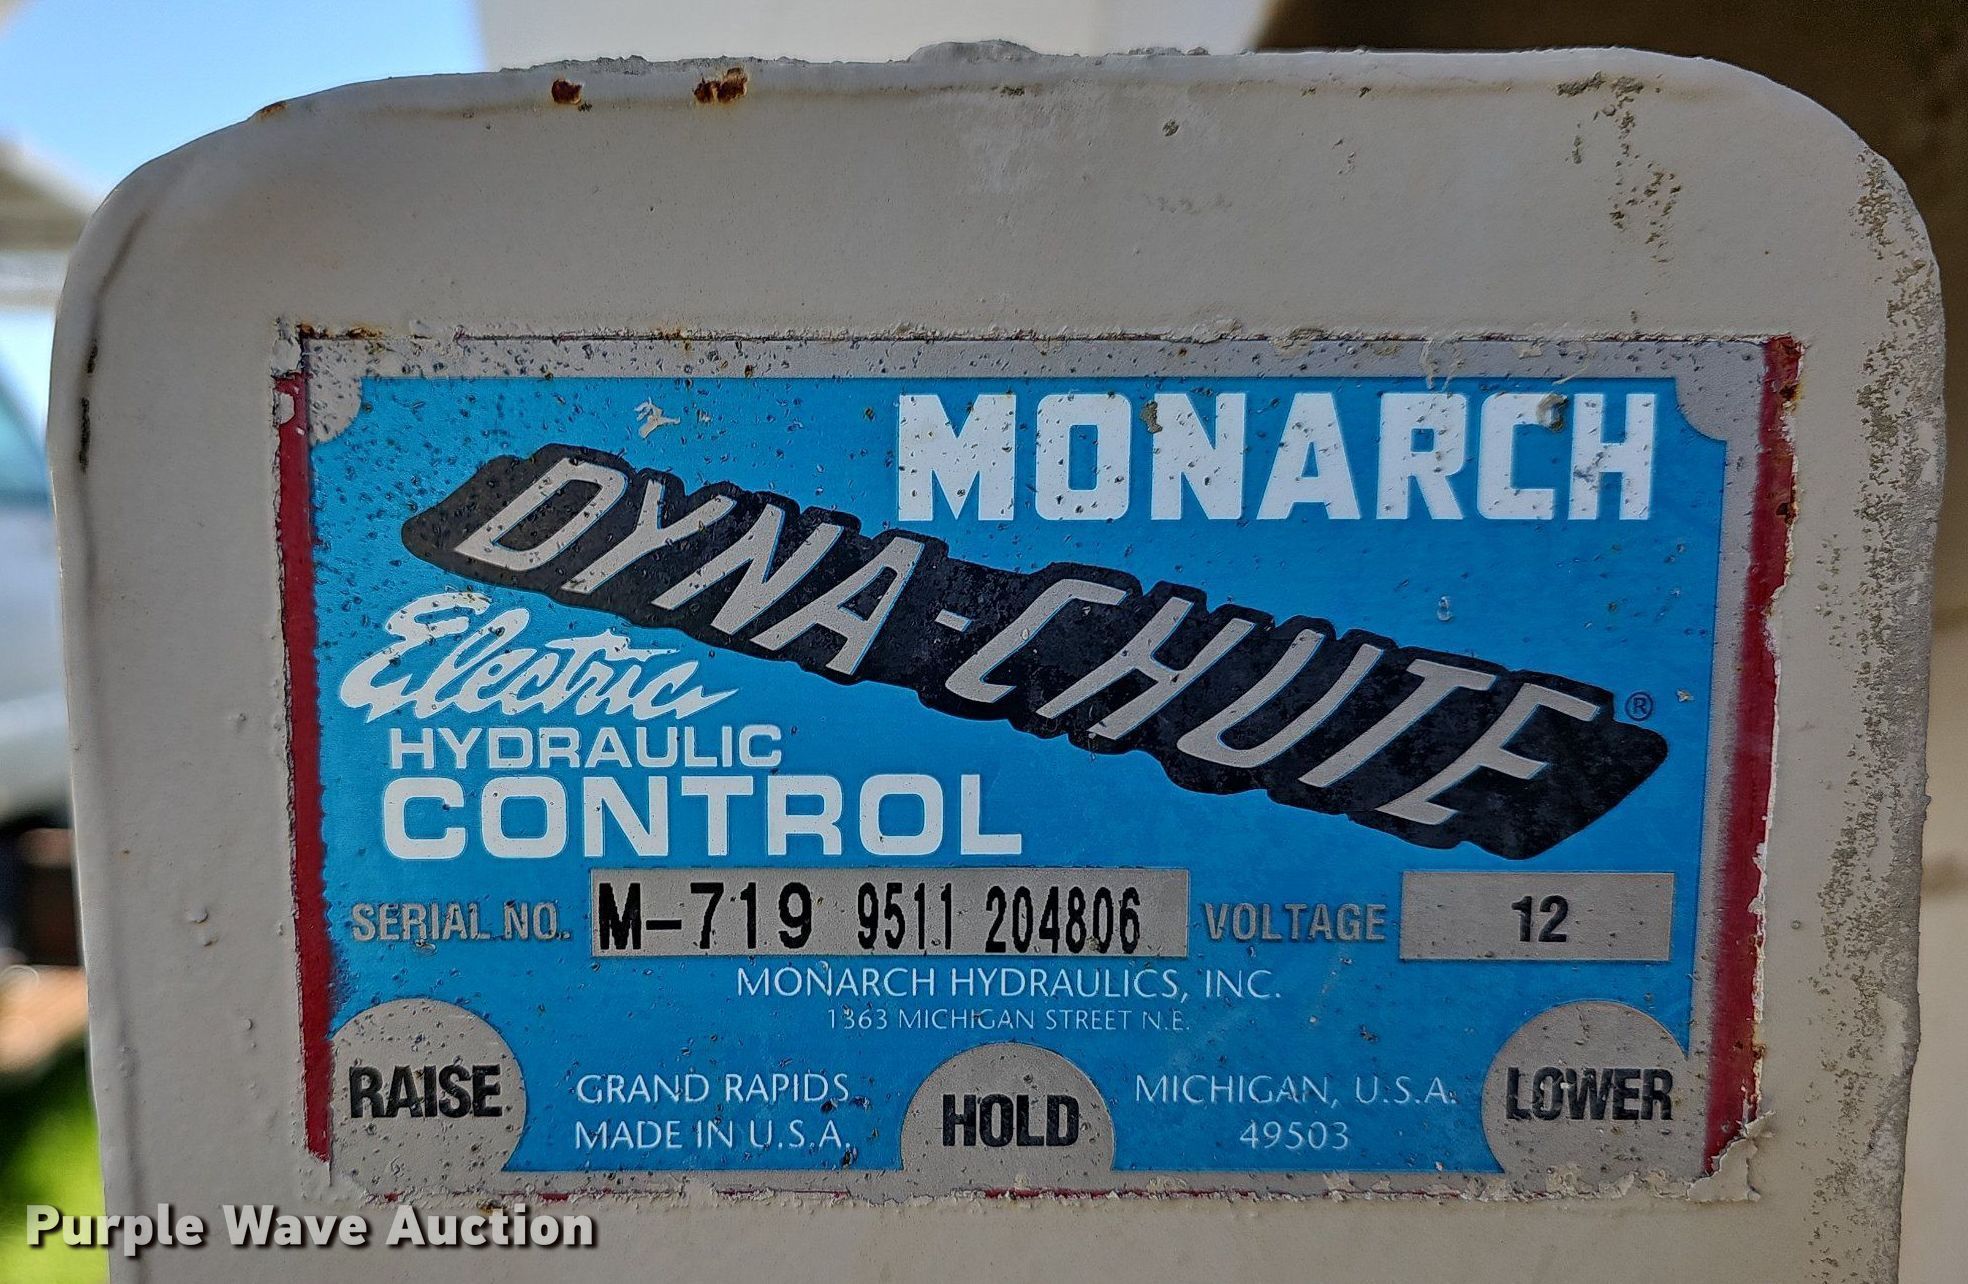 MONARCH
DYNA-CHUTE®
Electric
HYDRAULIC
CONTROL
SERIAL NO. M-719 9511 204806 VOLTAGE 12
MONARCH HYDRAULICS, INC.
1363 MICHIGAN STREET N.E.
RAISE
GRAND RAPIDS
MADE IN U.S.A.
HOLD
MICHIGAN, U.S.A.
49503
LOWER
Purple Wave Auction